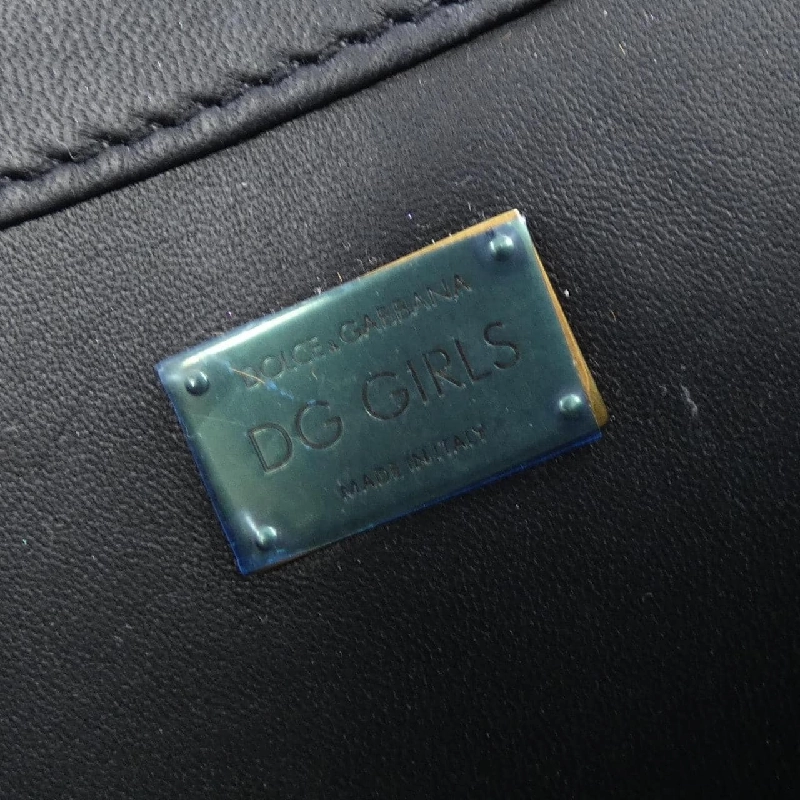 DOLCE & GABBANA
DG GIRLS
MADE IN ITALY